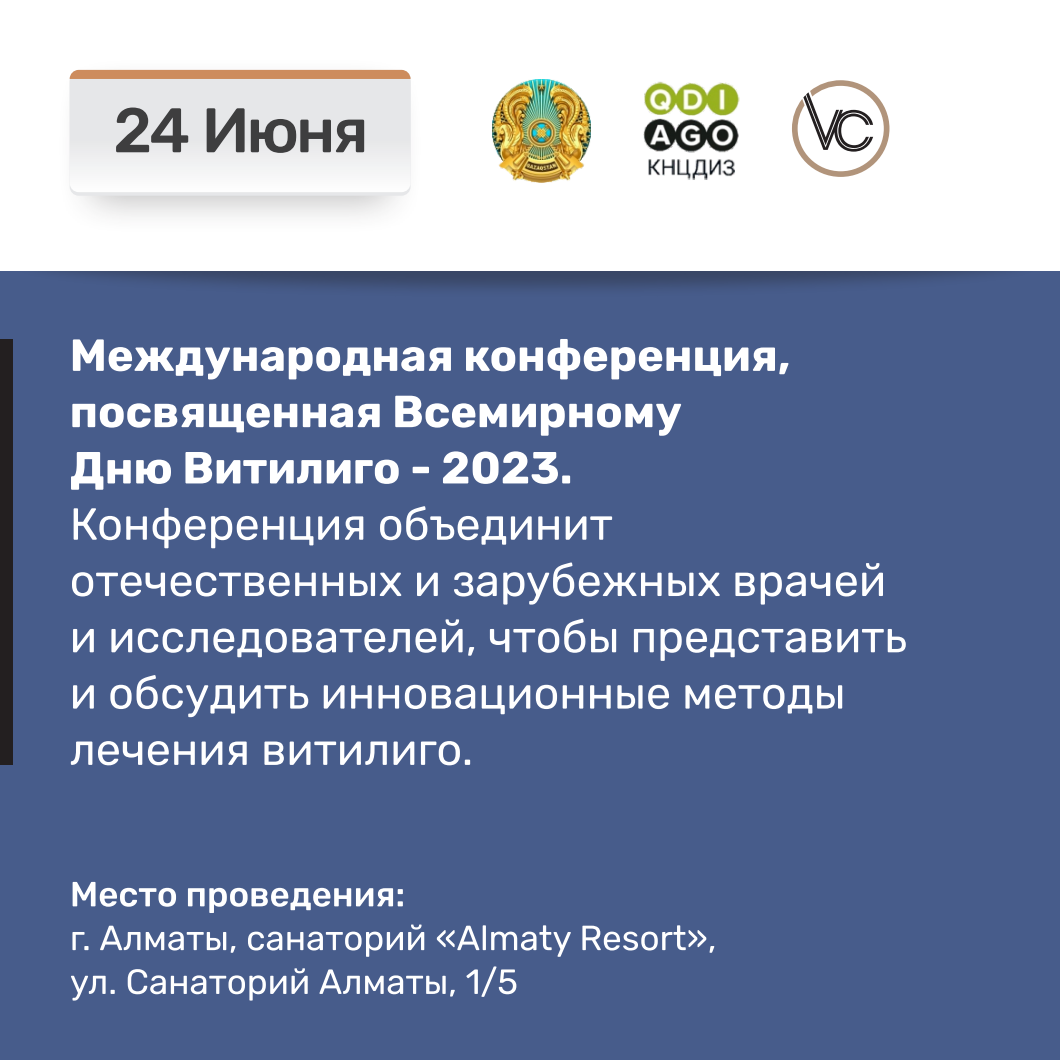 24 Июня
QAZAQSTAN
QDI
AGO
КНЦДИЗ
VC
Международная конференция,
посвященная Всемирному
Дню Витилиго - 2023.
Конференция объединит
отечественных и зарубежных врачей
и исследователей, чтобы представить
и обсудить инновационные методы
лечения витилиго.
Место проведения:
г. Алматы, санаторий «Almaty Resort»,
ул. Санаторий Алматы, 1/5